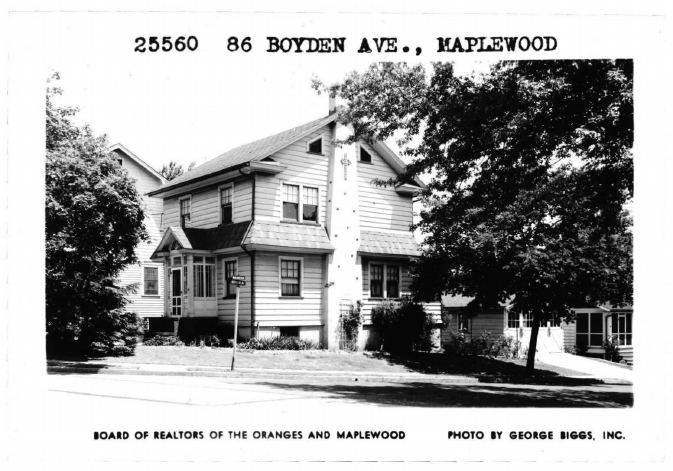 25560 86 BOYDEN AVE., MAPLEWOOD
BOARD OF REALTORS OF THE ORANGES AND MAPLEWOOD PHOTO BY GEORGE BIGGS, INC.